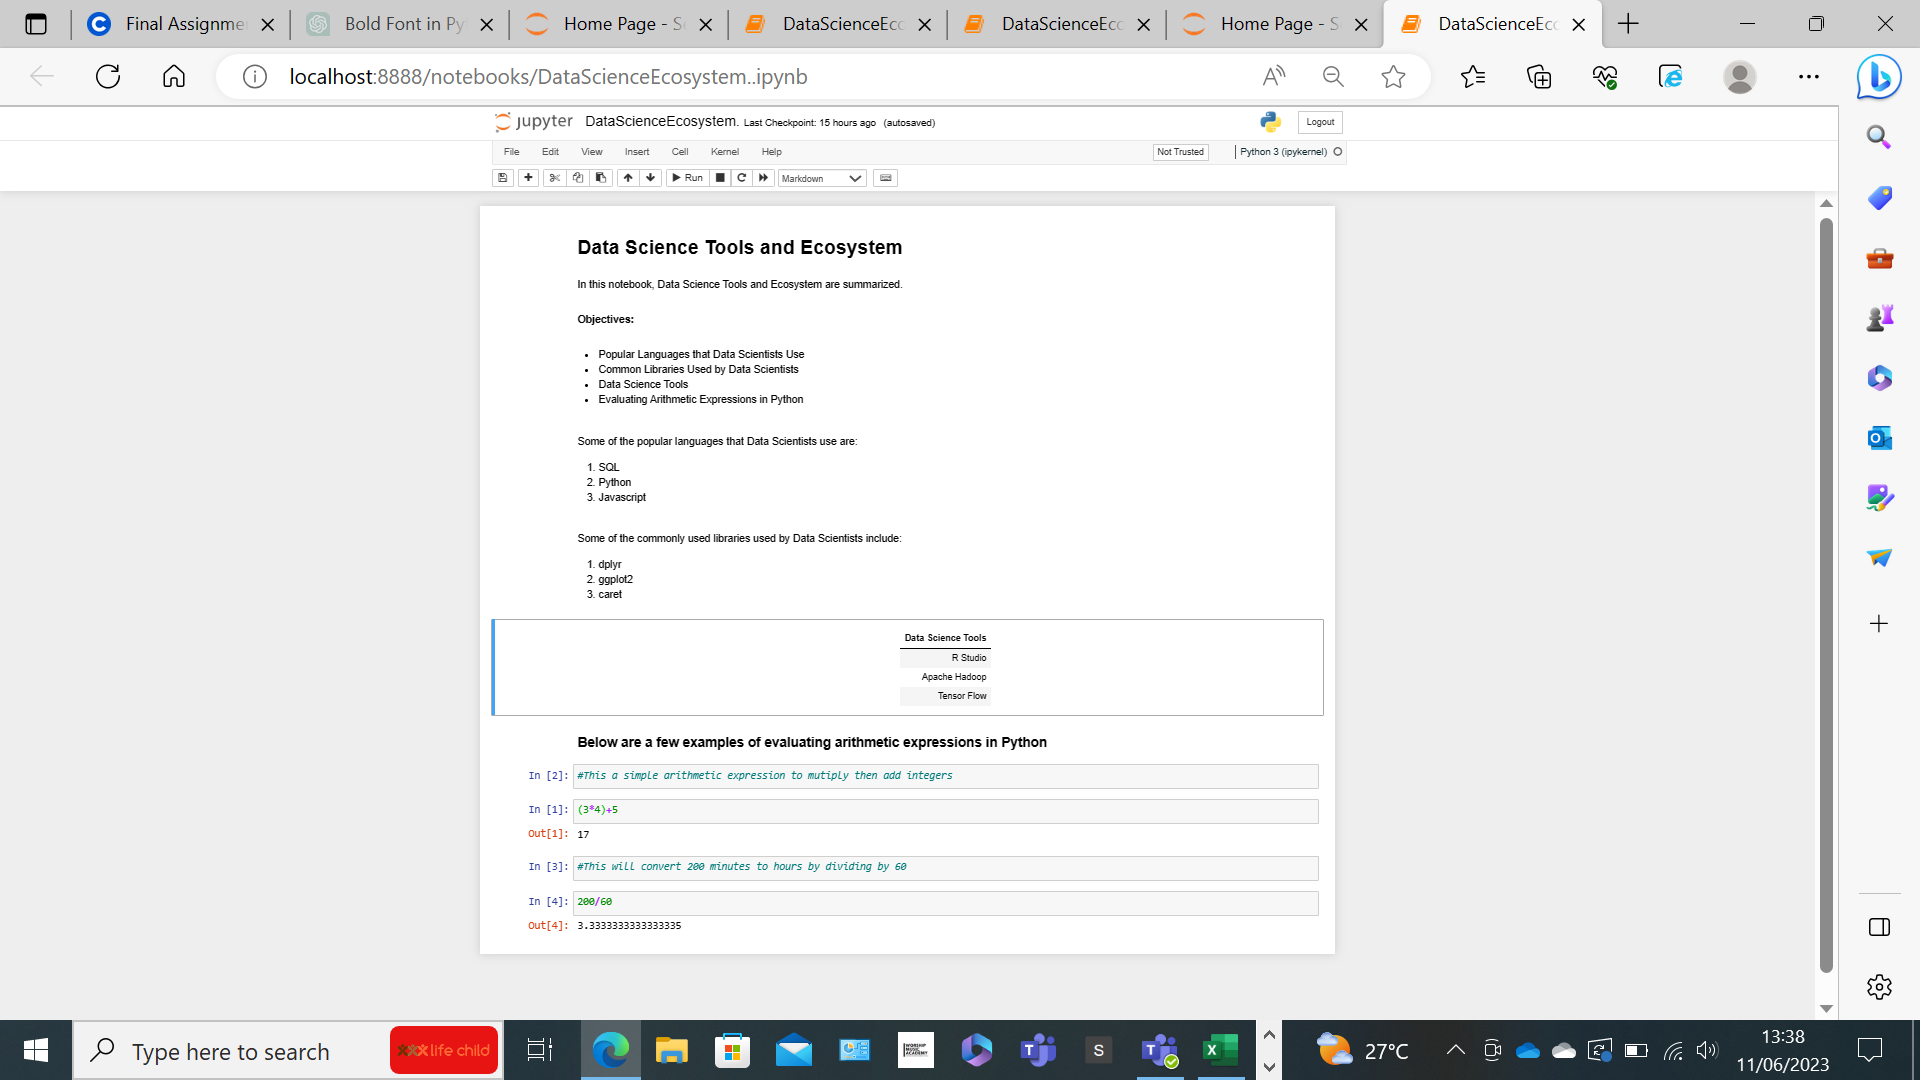 Final Assignme
Bold Font in Py
Home Page - S
DataScienceEco
DataScienceEco
Home Page - S
DataScienceEco
localhost:8888/notebooks/DataScienceEcosystem..ipynb
jupyter DataScienceEcosystem. Last Checkpoint: 15 hours ago (autosaved)
Logout
File Edit View Insert Cell Kernel Help
Not Trusted
Python 3 (ipykernel)
Run
Markdown
Data Science Tools and Ecosystem
In this notebook, Data Science Tools and Ecosystem are summarized.
Objectives:
• Popular Languages that Data Scientists Use
• Common Libraries Used by Data Scientists
• Data Science Tools
• Evaluating Arithmetic Expressions in Python
Some of the popular languages that Data Scientists use are:
1. SQL
2. Python
3. Javascript
Some of the commonly used libraries used by Data Scientists include:
1. dplyr
2. ggplot2
3. caret
Data Science Tools
R Studio
Apache Hadoop
Tensor Flow
Below are a few examples of evaluating arithmetic expressions in Python
In [2]: #This a simple arithmetic expression to mutiply then add integers
In [1]: (3*4)+5
Out[1]: 17
In [3]: #This will convert 200 minutes to hours by dividing by 60
In [4]: 200/60
Out[4]: 3.3333333333333335
Type here to search
life child
WORSHIP MUSIC ACADEMY
S
27°C
13:38
11/06/2023